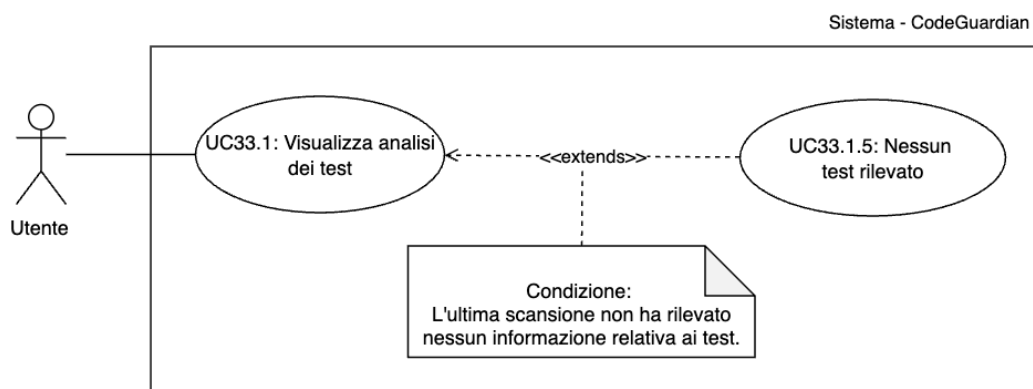 Sistema - CodeGuardian
UC33.1: Visualizza analisi
dei test
<<extends>>
UC33.1.5: Nessun
test rilevato
Utente
Condizione:
L'ultima scansione non ha rilevato
nessun informazione relativa ai test.